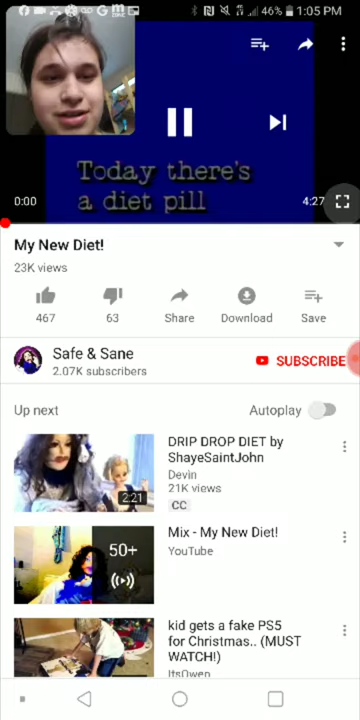 46% 1:05 PM
Today there's
a diet pill
0:00 4:27
My New Diet!
23K views
467 63 Share Download Save
Safe & Sane
2.07K subscribers
SUBSCRIBE
Up next Autoplay
DRIP DROP DIET by
ShayeSaintJohn
Devin
21K views
CC
2:21
Mix - My New Diet!
YouTube
50+
kid gets a fake PS5
for Christmas.. (MUST
WATCH!)
ItsOwen